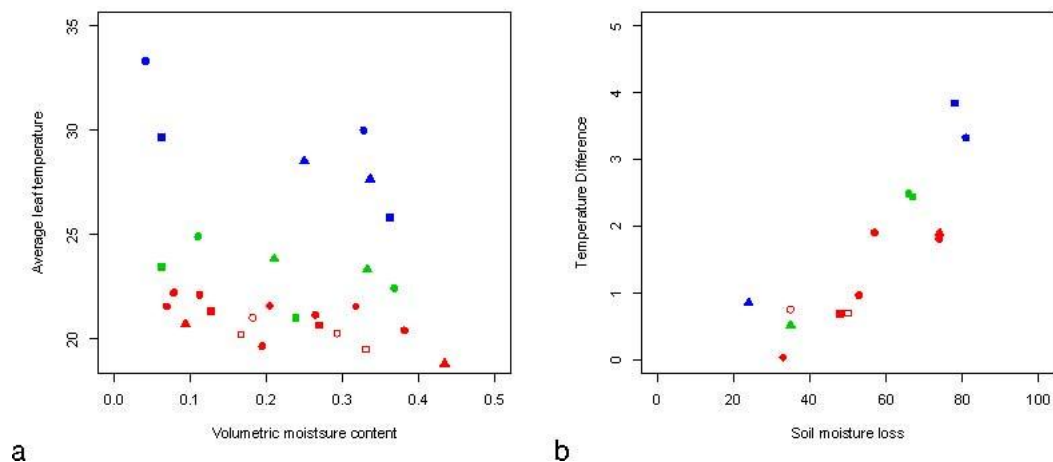 35
30
25
20
Average leaf temperature
0.0 0.1 0.2 0.3 0.4 0.5
Volumetric moistsure content
a
5
4
3
2
1
0
Temperature Difference
0 20 40 60 80 100
Soil moisture loss
b